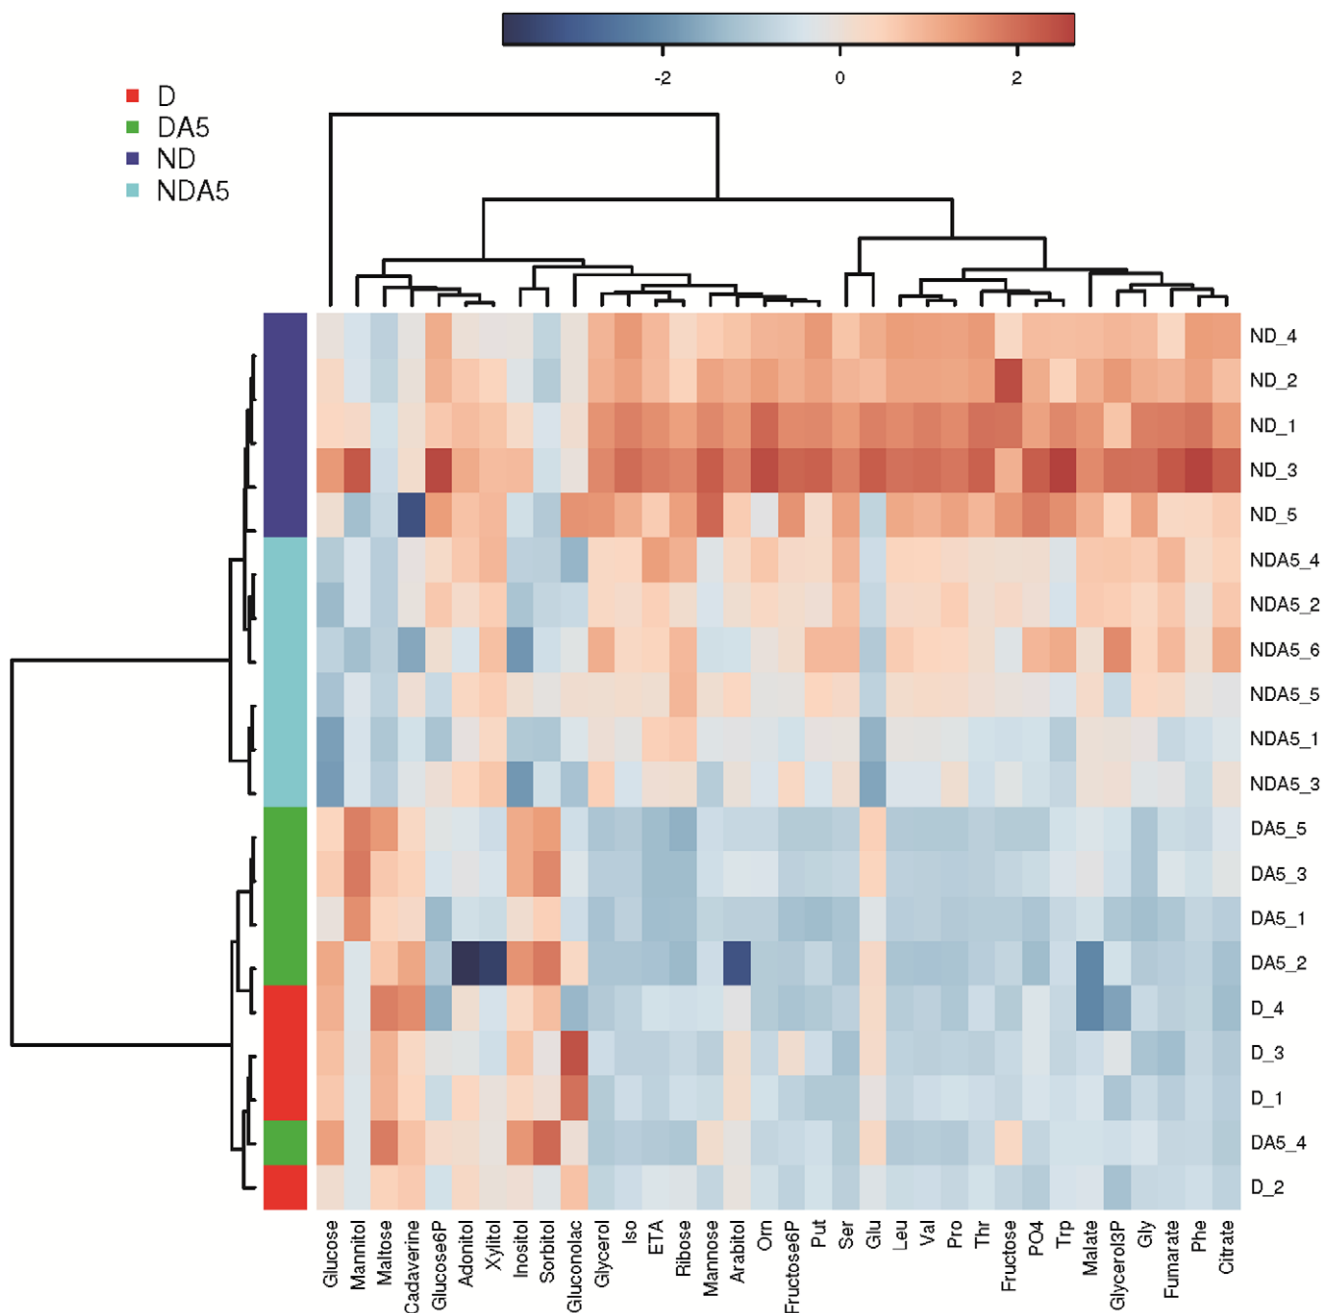 -2 0 2
D
DA5
ND
NDA5
ND_4
ND_2
ND_1
ND_3
ND_5
NDA5_4
NDA5_2
NDA5_6
NDA5_5
NDA5_1
NDA5_3
DA5_5
DA5_3
DA5_1
DA5_2
D_4
D_3
D_1
DA5_4
D_2
Glucose
Mannitol
Maltose
Cadaverine
Glucose6P
Adonitol
Xylitol
Inositol
Sorbitol
Gluconolac
Glycerol
Iso
ETA
Ribose
Mannose
Arabitol
Orn
Fructose6P
Put
Ser
Glu
Leu
Val
Pro
Thr
Fructose
PO4
Trp
Malate
Glycerol3P
Gly
Fumarate
Phe
Citrate